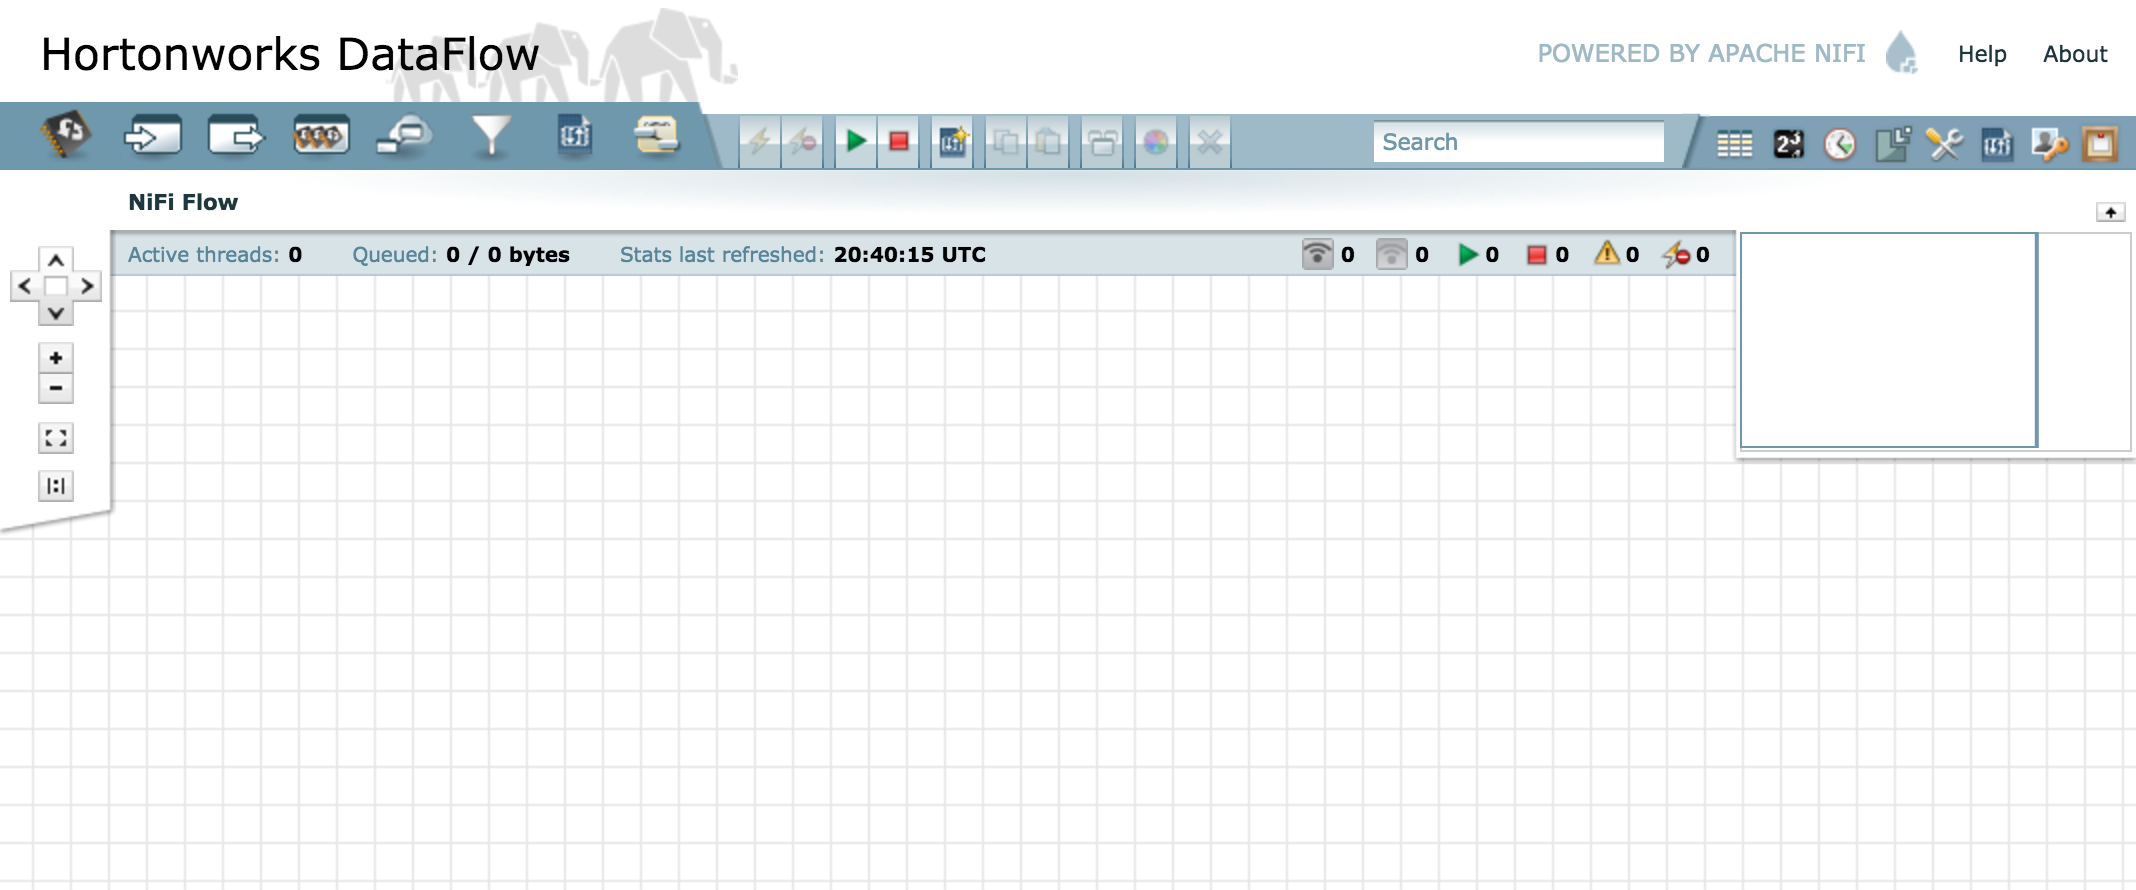 Hortonworks DataFlow
POWERED BY APACHE NIFI Help About
Search
NiFi Flow
Active threads: 0 Queued: 0 / 0 bytes Stats last refreshed: 20:40:15 UTC 0 0 0 0 0 0